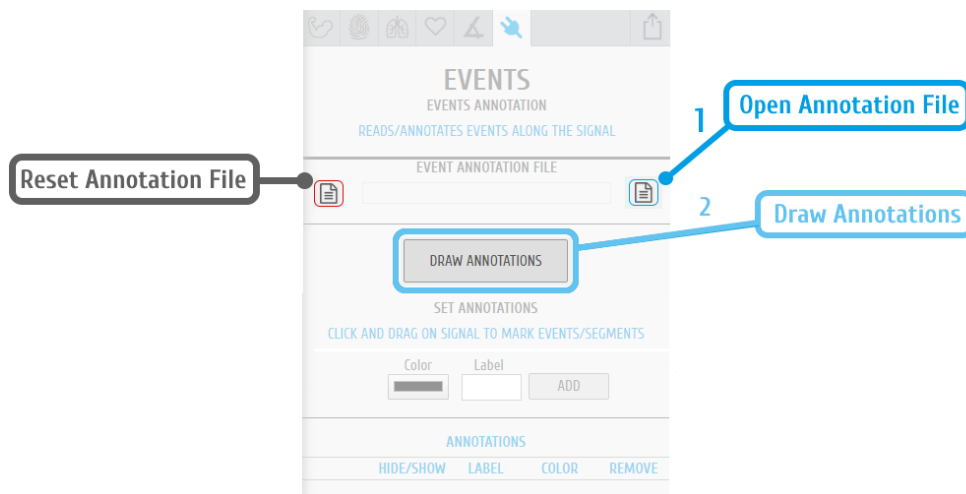 EVENTS
EVENTS ANNOTATION
READS/ANNOTATES EVENTS ALONG THE SIGNAL
1
Open Annotation File
EVENT ANNOTATION FILE
Reset Annotation File
2
Draw Annotations
DRAW ANNOTATIONS
SET ANNOTATIONS
CLICK AND DRAG ON SIGNAL TO MARK EVENTS/SEGMENTS
Color Label
ADD
ANNOTATIONS
HIDE/SHOW LABEL COLOR REMOVE